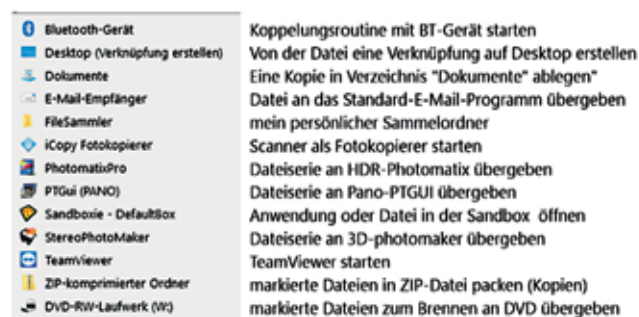 Bluetooth-Gerät Koppelungsroutine mit BT-Gerät starten
Desktop (Verknüpfung erstellen) Von der Datei eine Verknüpfung auf Desktop erstellen
Dokumente Eine Kopie in Verzeichnis "Dokumente" ablegen"
E-Mail-Empfänger Datei an das Standard-E-Mail-Programm übergeben
FileSammler mein persönlicher Sammelordner
iCopy Fotokopierer Scanner als Fotokopierer starten
PhotomatixPro Dateiserie an HDR-Photomatix übergeben
PTGui (PANO) Dateiserie an Pano-PTGUI übergeben
Sandboxie - DefaultBox Anwendung oder Datei in der Sandbox öffnen
StereoPhotoMaker Dateiserie an 3D-photomaker übergeben
TeamViewer TeamViewer starten
ZIP-komprimierter Ordner markierte Dateien in ZIP-Datei packen (Kopien)
DVD-RW-Laufwerk (W:) markierte Dateien zum Brennen an DVD übergeben